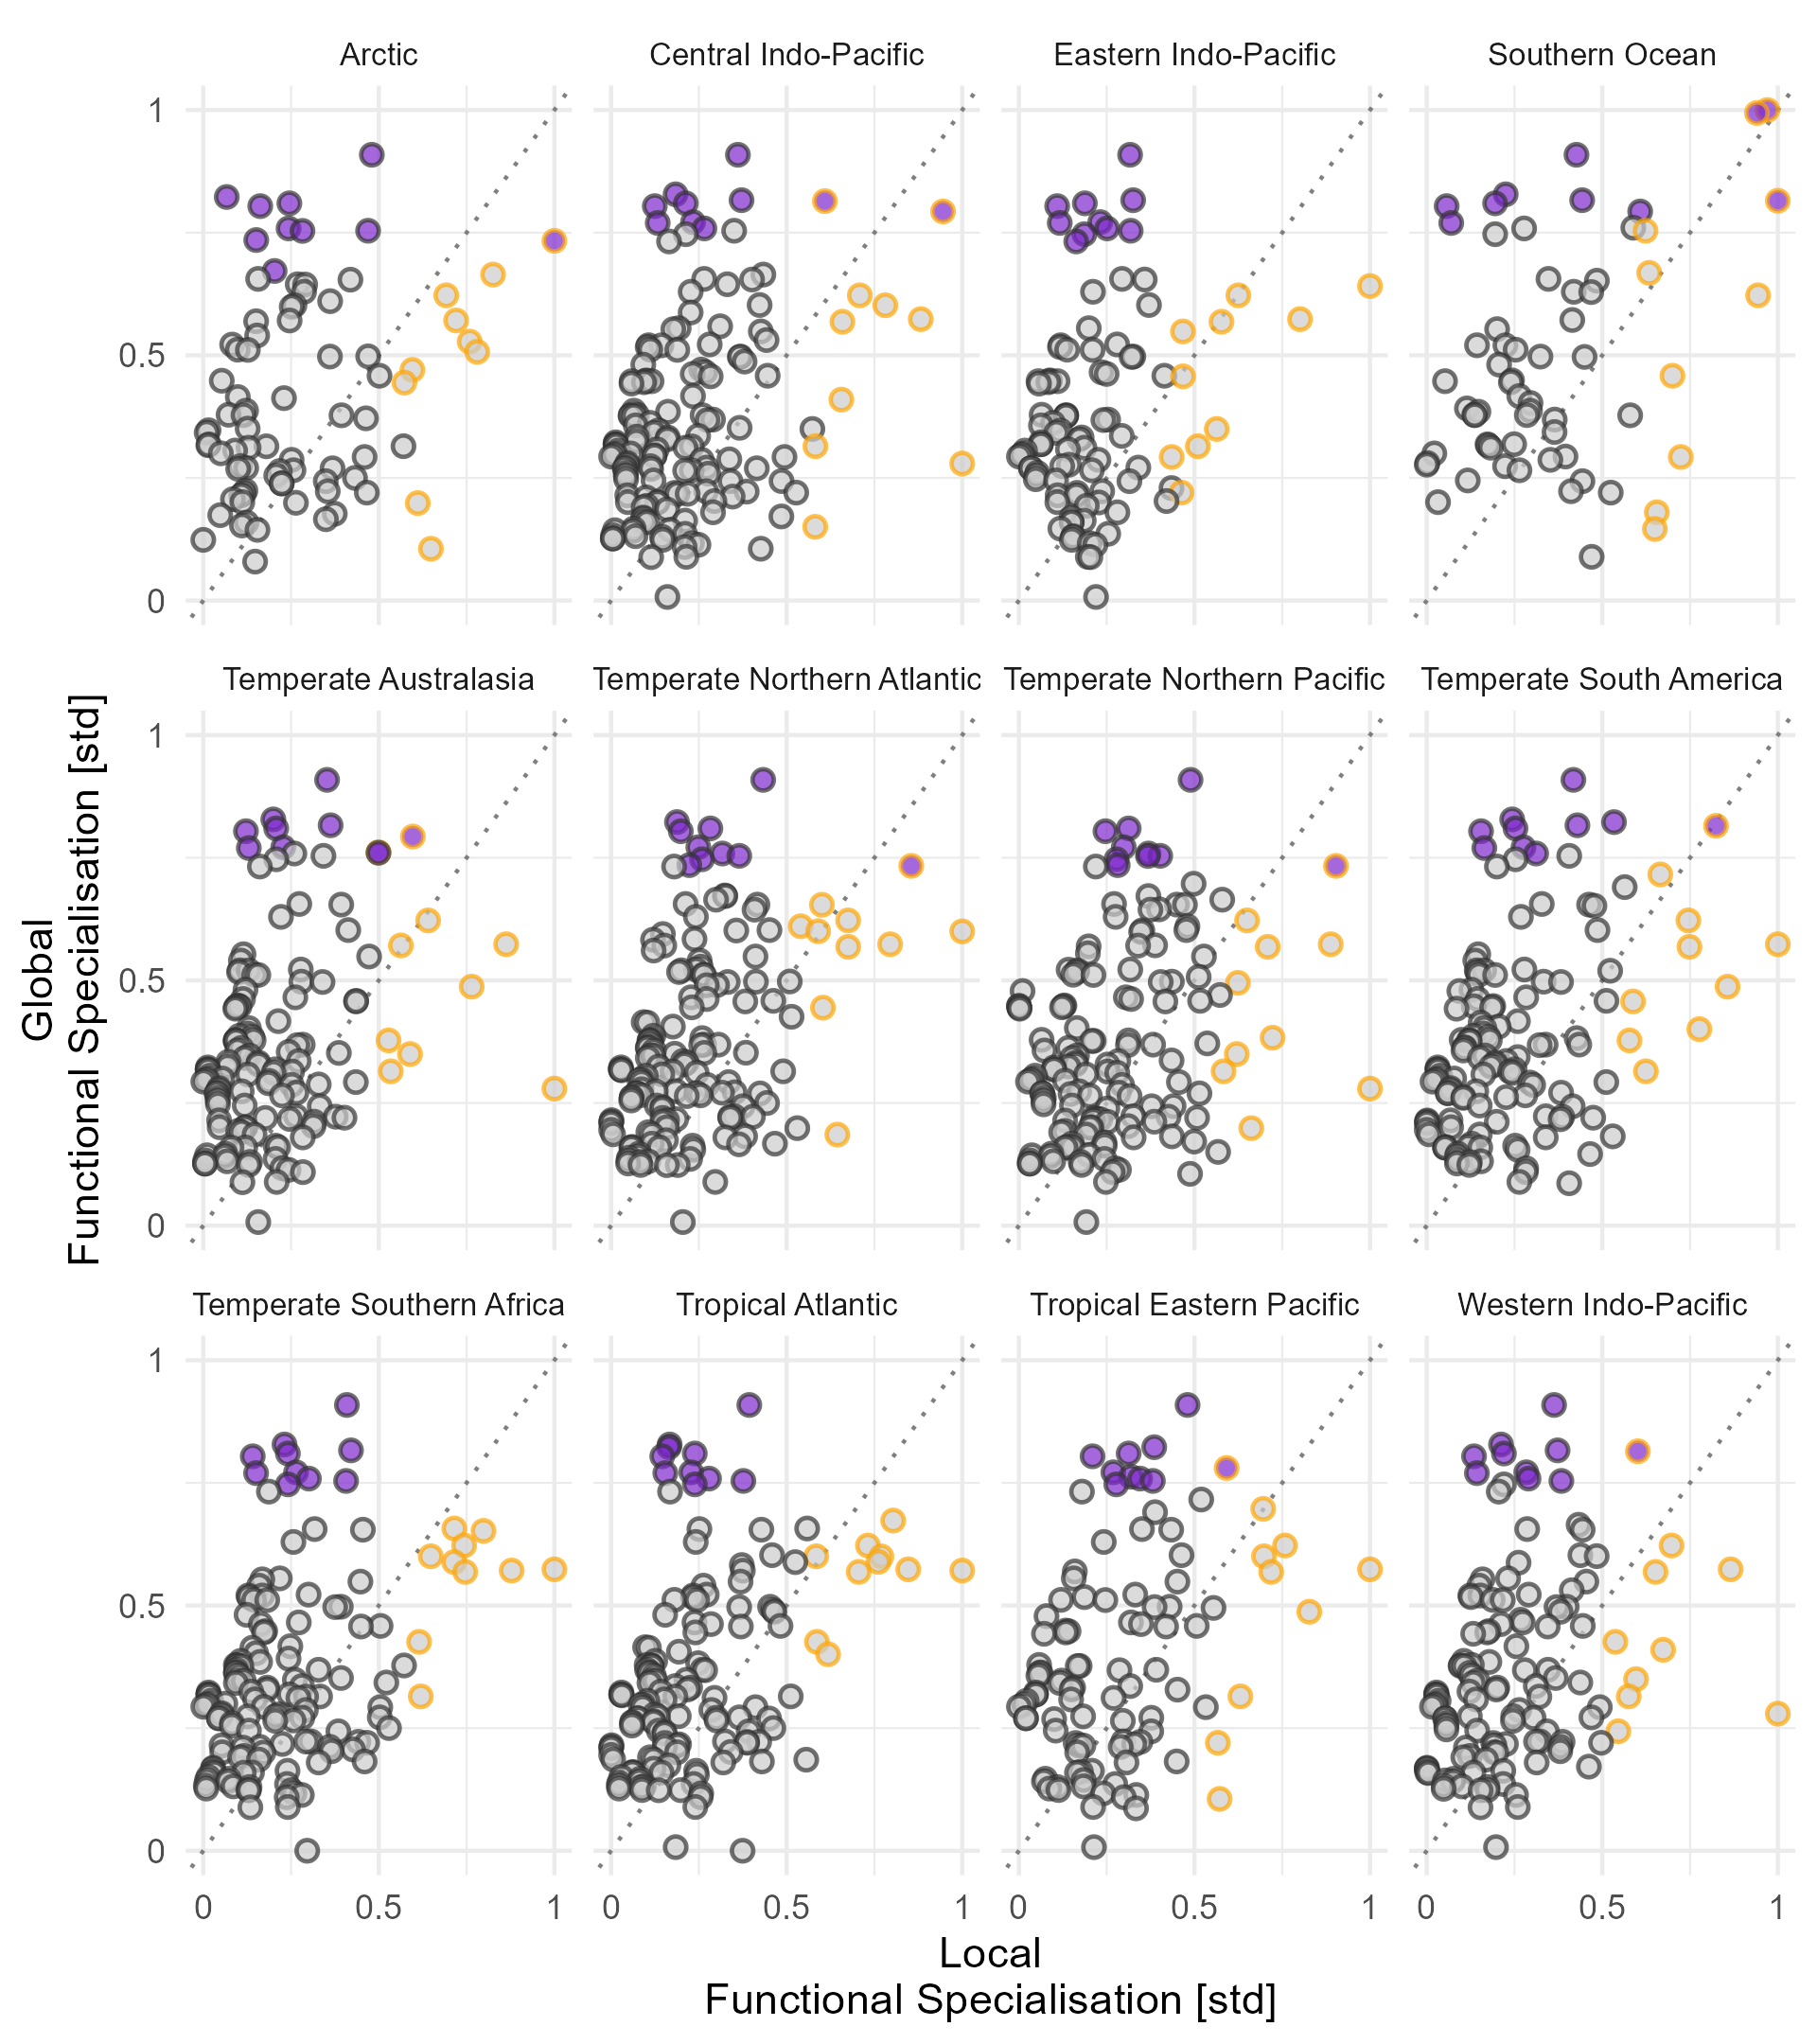 Arctic
Central Indo-Pacific
Eastern Indo-Pacific
Southern Ocean
1
0.5
0
Temperate Australasia
Temperate Northern Atlantic
Temperate Northern Pacific
Temperate South America
1
0.5
0
Global
Functional Specialisation [std]
Temperate Southern Africa
Tropical Atlantic
Tropical Eastern Pacific
Western Indo-Pacific
1
0.5
0
0 0.5 1
0 0.5 1
0 0.5 1
0 0.5 1
Local
Functional Specialisation [std]